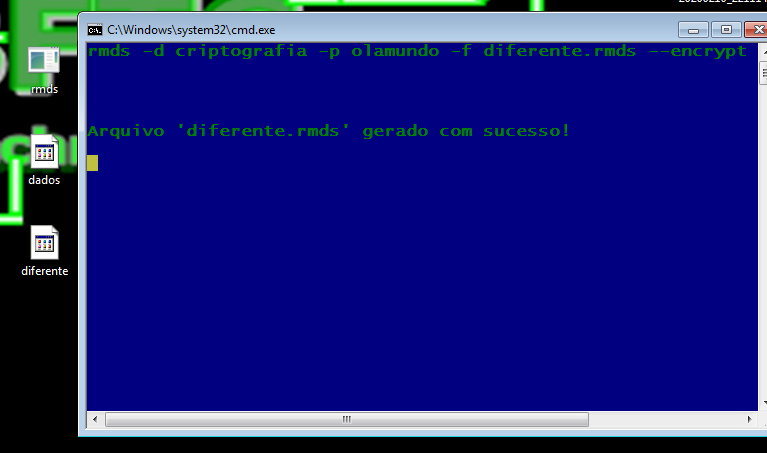 C:\Windows\system32\cmd.exe
rmds -d criptografia -p olamundo -f diferente.rmds --encrypt
Arquivo 'diferente.rmds' gerado com sucesso!
rmds
dados
diferente